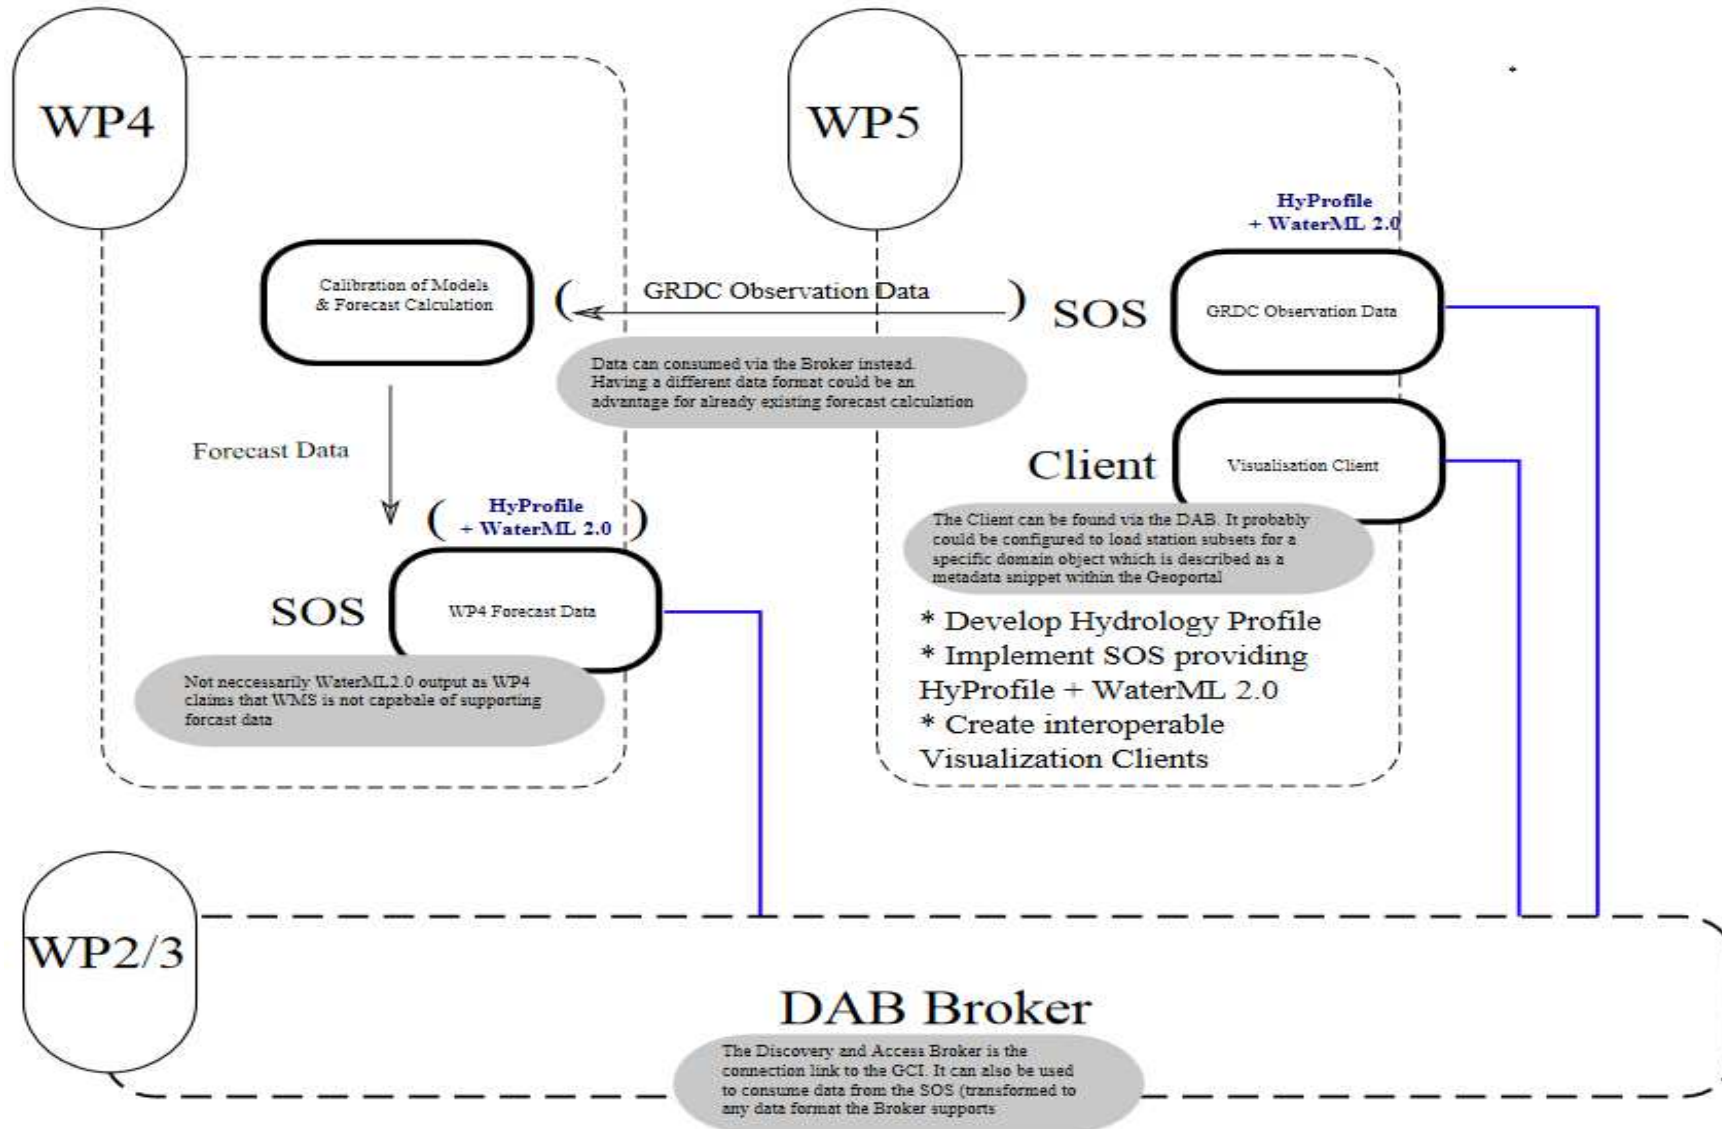 WP4
WP5
*
HyProfile
+ WaterML 2.0
Calibration of Models
& Forecast Calculation
( GRDC Observation Data )
SOS
GRDC Observation Data
Data can consumed via the Broker instead.
Having a different data format could be an
advantage for already existing forecast calculation
Forecast Data
Client
Visualisation Client
( HyProfile
+ WaterML 2.0 )
The Client can be found via the DAB. It probably
could be configured to load station subsets for a
specific domain object which is described as a
metadata snippet within the Geoportal
SOS
WP4 Forecast Data
* Develop Hydrology Profile
* Implement SOS providing
HyProfile + WaterML 2.0
* Create interoperable
Visualization Clients
Not neccessarily WaterML2.0 output as WP4
claims that WMS is not capabale of supporting
forcast data
WP2/3
DAB Broker
The Discovery and Access Broker is the
connection link to the GCI. It can also be used
to consume data from the SOS (transformed to
any data format the Broker supports